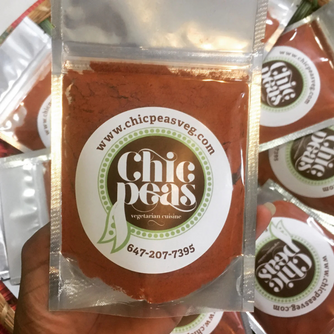 www.chicpeasveg.com
Chic
peas
vegetarian cuisine
647-207-7395